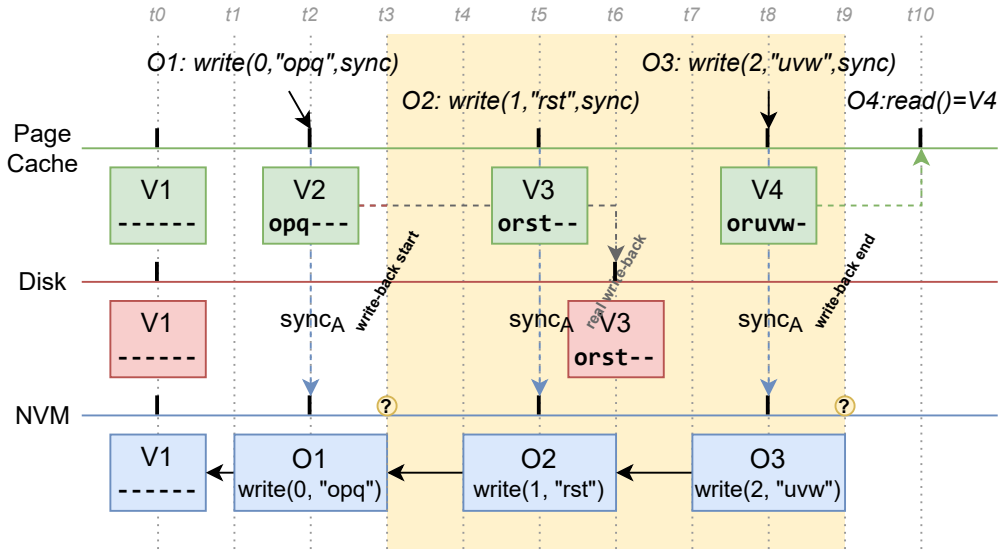 t0 t1 t2 t3 t4 t5 t6 t7 t8 t9 t10
O1: write(0,"opq",sync)
O3: write(2,"uvw",sync)
O2: write(1,"rst",sync)
O4:read()=V4
Page
Cache
V1
------
V2
opq---
V3
orst--
V4
oruvw-
write-back start
real write-back
write-back end
Disk
V1
------
syncA
syncA
syncA
V3
orst--
NVM
?
?
V1
------
O1
write(0, "opq")
O2
write(1, "rst")
O3
write(2, "uvw")